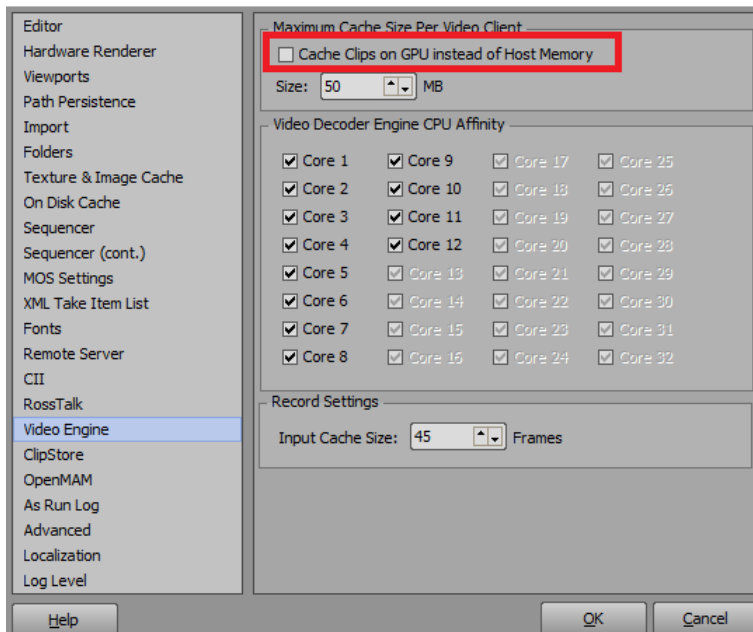 Editor
Hardware Renderer
Viewports
Path Persistence
Import
Folders
Texture & Image Cache
On Disk Cache
Sequencer
Sequencer (cont.)
MOS Settings
XML Take Item List
Fonts
Remote Server
CII
RossTalk
Video Engine
ClipStore
OpenMAM
As Run Log
Advanced
Localization
Log Level
Maximum Cache Size Per Video Client
Cache Clips on GPU instead of Host Memory
Size: 50 MB
Video Decoder Engine CPU Affinity
Core 1 Core 9 Core 17 Core 25
Core 2 Core 10 Core 18 Core 26
Core 3 Core 11 Core 19 Core 27
Core 4 Core 12 Core 20 Core 28
Core 5 Core 13 Core 21 Core 29
Core 6 Core 14 Core 22 Core 30
Core 7 Core 15 Core 23 Core 31
Core 8 Core 16 Core 24 Core 32
Record Settings
Input Cache Size: 45 Frames
Help OK Cancel